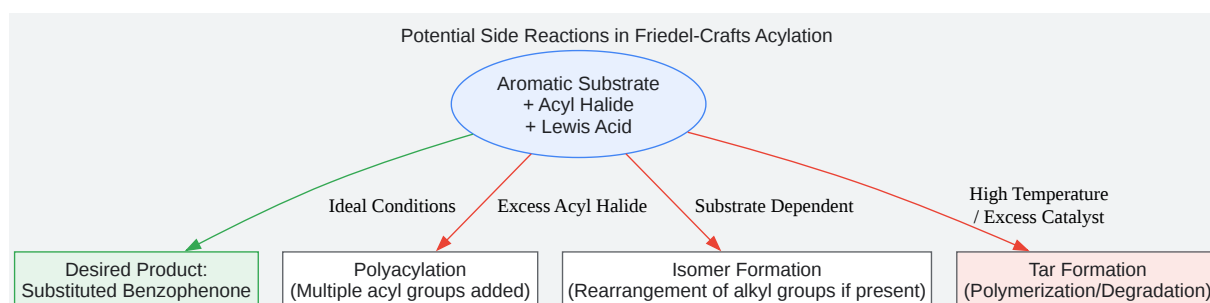 Potential Side Reactions in Friedel-Crafts Acylation
Aromatic Substrate
+ Acyl Halide
+ Lewis Acid
Ideal Conditions
Excess Acyl Halide
Substrate Dependent
High Temperature
/ Excess Catalyst
Desired Product:
Substituted Benzophenone
Polyacylation
(Multiple acyl groups added)
Isomer Formation
(Rearrangement of alkyl groups if present)
Tar Formation
(Polymerization/Degradation)